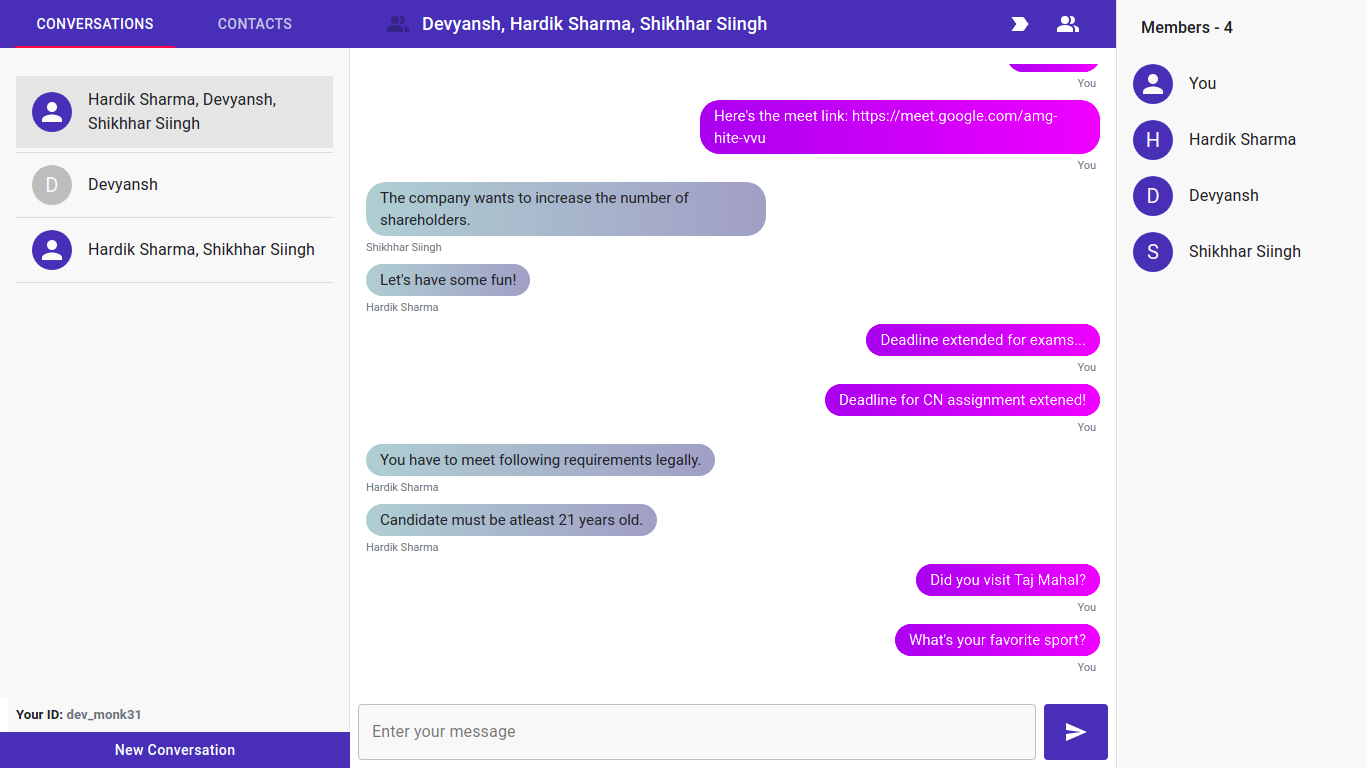 CONVERSATIONS
CONTACTS
Hardik Sharma, Devyansh,
Shikhhar Siingh
D
Devyansh
Hardik Sharma, Shikhhar Siingh
Your ID: dev_monk31
New Conversation
Devyansh, Hardik Sharma, Shikhhar Siingh
You
Here's the meet link: https://meet.google.com/amg-
hite-vvu
You
The company wants to increase the number of
shareholders.
Shikhhar Siingh
Let's have some fun!
Hardik Sharma
Deadline extended for exams...
You
Deadline for CN assignment extened!
You
You have to meet following requirements legally.
Hardik Sharma
Candidate must be atleast 21 years old.
Hardik Sharma
Did you visit Taj Mahal?
You
What's your favorite sport?
You
Enter your message
Members - 4
You
H
Hardik Sharma
D
Devyansh
S
Shikhhar Siingh